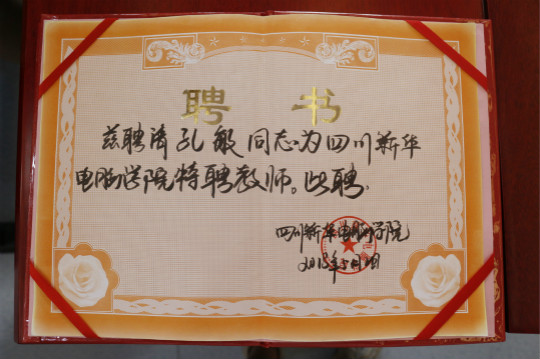 聘 书
兹聘请孔敏同志为四川新华
电脑学院特聘教师。此聘。
四川新华电脑学院